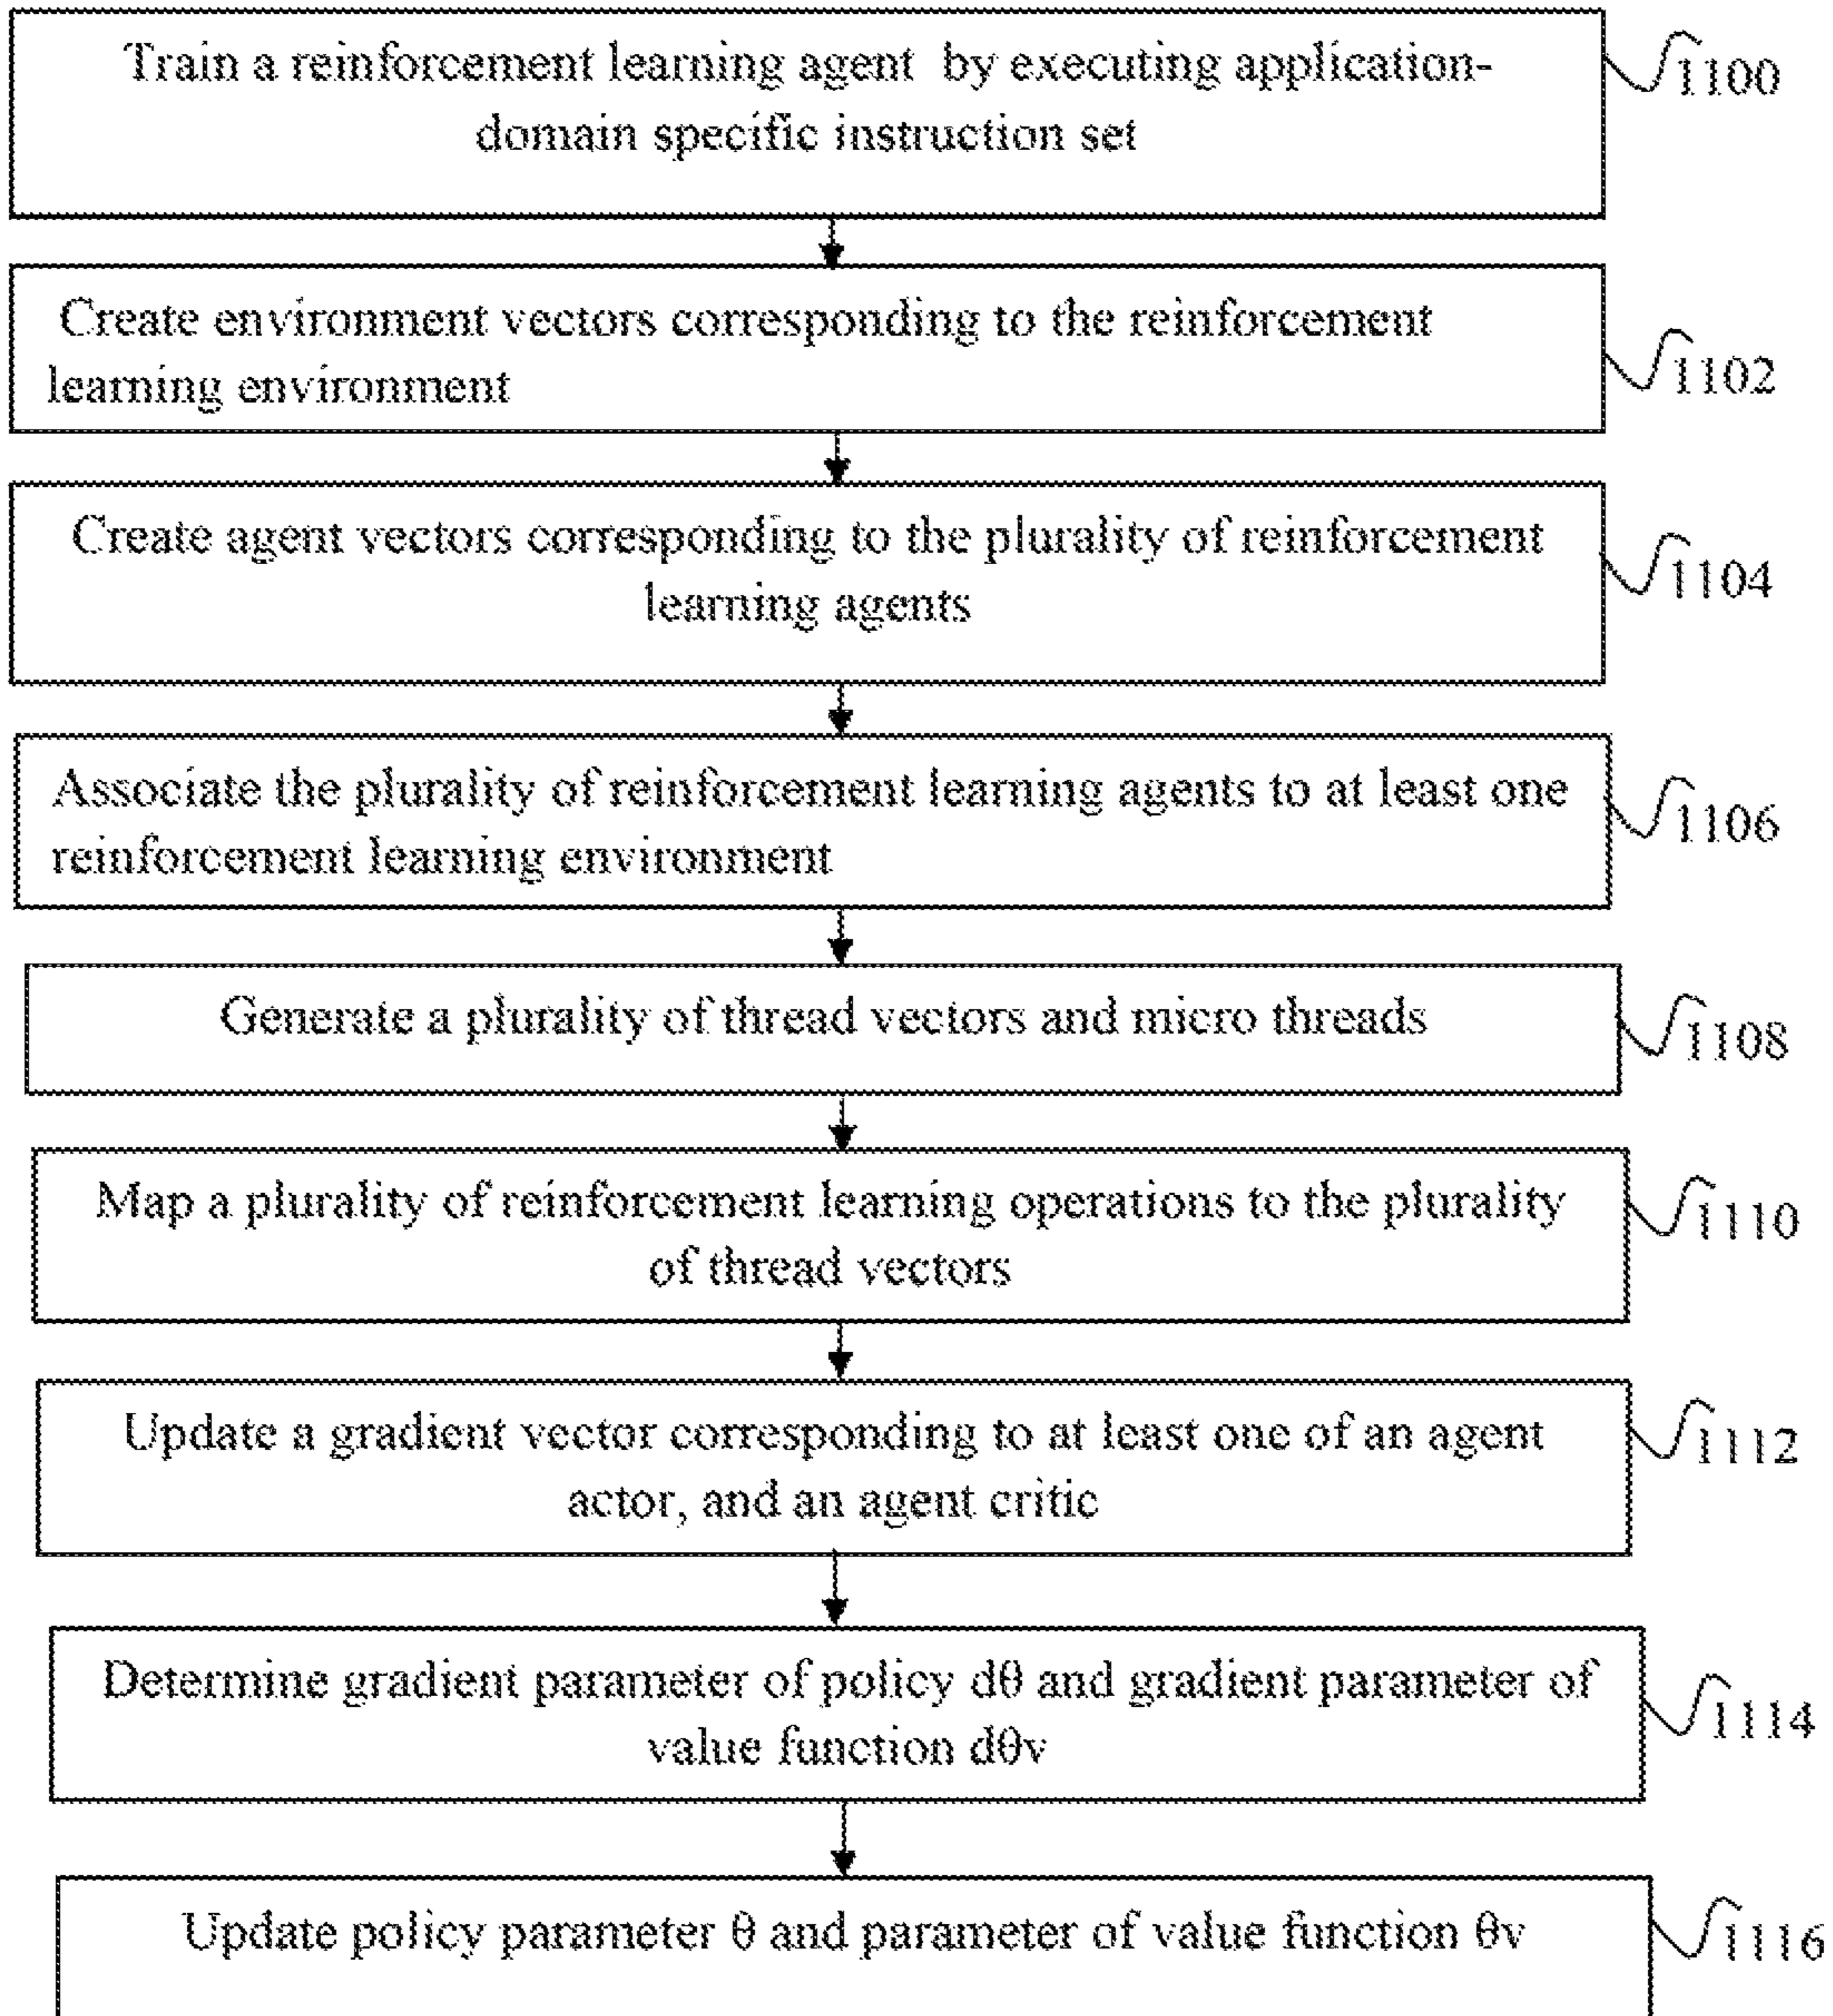 Train a reinforcement learning agent by executing application-
domain specific instruction set
1100
Create environment vectors corresponding to the reinforcement
learning environment
1102
Create agent vectors corresponding to the plurality of reinforcement
learning agents
1104
Associate the plurality of reinforcement learning agents to at least one
reinforcement learning environment
1106
Generate a plurality of thread vectors and micro threads
1108
Map a plurality of reinforcement learning operations to the plurality
of thread vectors
1110
Update a gradient vector corresponding to at least one of an agent
actor, and an agent critic
1112
Determine gradient parameter of policy dθ and gradient parameter of
value function dθv
1114
Update policy parameter θ and parameter of value function θv
1116